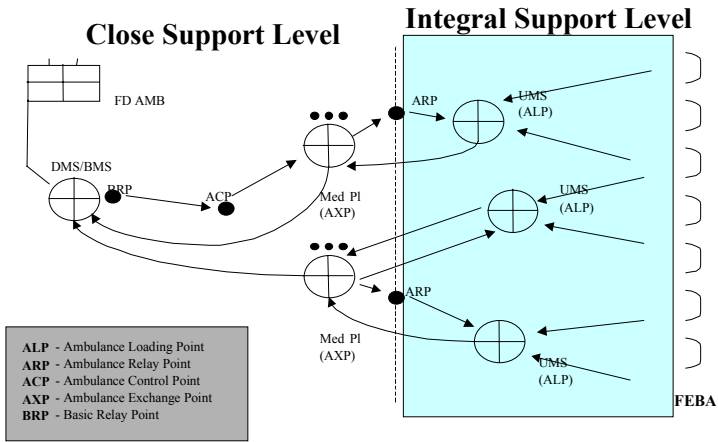 Close Support Level
Integral Support Level
FD AMB
DMS/BMS
BRP
ACP
Med Pl
(AXP)
ARP
UMS
(ALP)
UMS
(ALP)
ARP
Med Pl
(AXP)
UMS
(ALP)
FEBA
ALP - Ambulance Loading Point
ARP - Ambulance Relay Point
ACP - Ambulance Control Point
AXP - Ambulance Exchange Point
BRP - Basic Relay Point